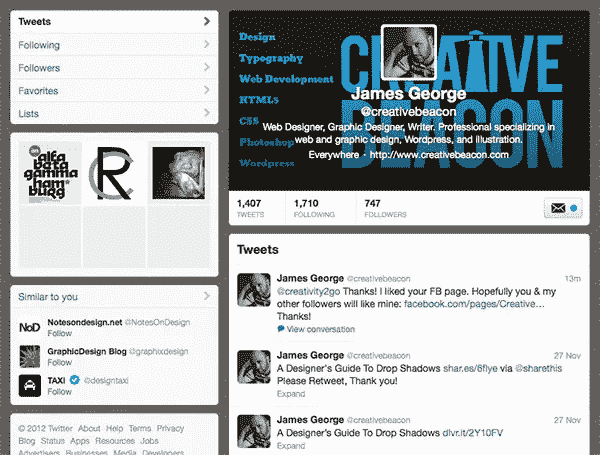 Tweets
Following
Followers
Favorites
Lists
on
alfa
beta
gamma
ham
burg
CR
Similar to you
NoD Notesondesign.net @NotesOnDesign
Follow
GraphicDesign Blog @graphixdesign
Follow
TAXI @designtaxi
Follow
© 2012 Twitter About Help Terms Privacy
Blog Status Apps Resources Jobs
Advertisers Businesses Media Developers
Design
Typography
Web Development
HTML5
CSS
Photoshop
Wordpress
CREATIVE
BEACON
James George
@creativebeacon
Web Designer, Graphic Designer, Writer. Professional specializing in
web and graphic design, Wordpress, and illustration.
Everywhere · http://www.creativebeacon.com
1,407 1,710 747
TWEETS FOLLOWING FOLLOWERS
Tweets
James George @creativebeacon 13m
@creativity2go Thanks! I liked your FB page. Hopefully you & my
other followers will like mine: facebook.com/pages/Creative…
Thanks!
View conversation
James George @creativebeacon 27 Nov
A Designer's Guide To Drop Shadows shar.es/6flye via @sharethis
Please Retweet, Thank you!
Expand
James George @creativebeacon 27 Nov
A Designer's Guide To Drop Shadows dlvr.it/2Y10FV
Expand